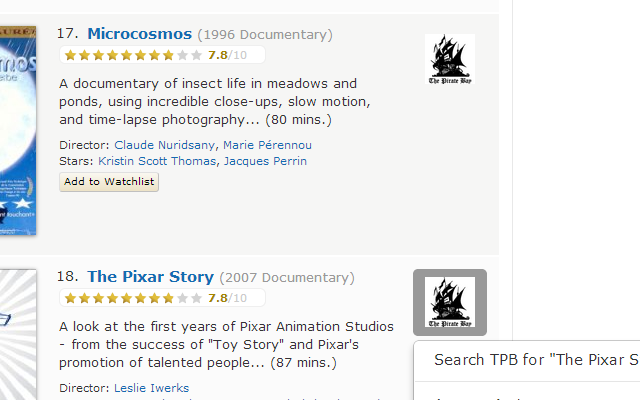 17. Microcosmos (1996 Documentary)
7.8/10
A documentary of insect life in meadows and
ponds, using incredible close-ups, slow motion,
and time-lapse photography... (80 mins.)
Director: Claude Nuridsany, Marie Pérennou
Stars: Kristin Scott Thomas, Jacques Perrin
Add to Watchlist
The Pirate Bay
18. The Pixar Story (2007 Documentary)
7.8/10
A look at the first years of Pixar Animation Studios
- from the success of "Toy Story" and Pixar's
promotion of talented people... (87 mins.)
Director: Leslie Iwerks
The Pirate Bay
Search TPB for "The Pixar S